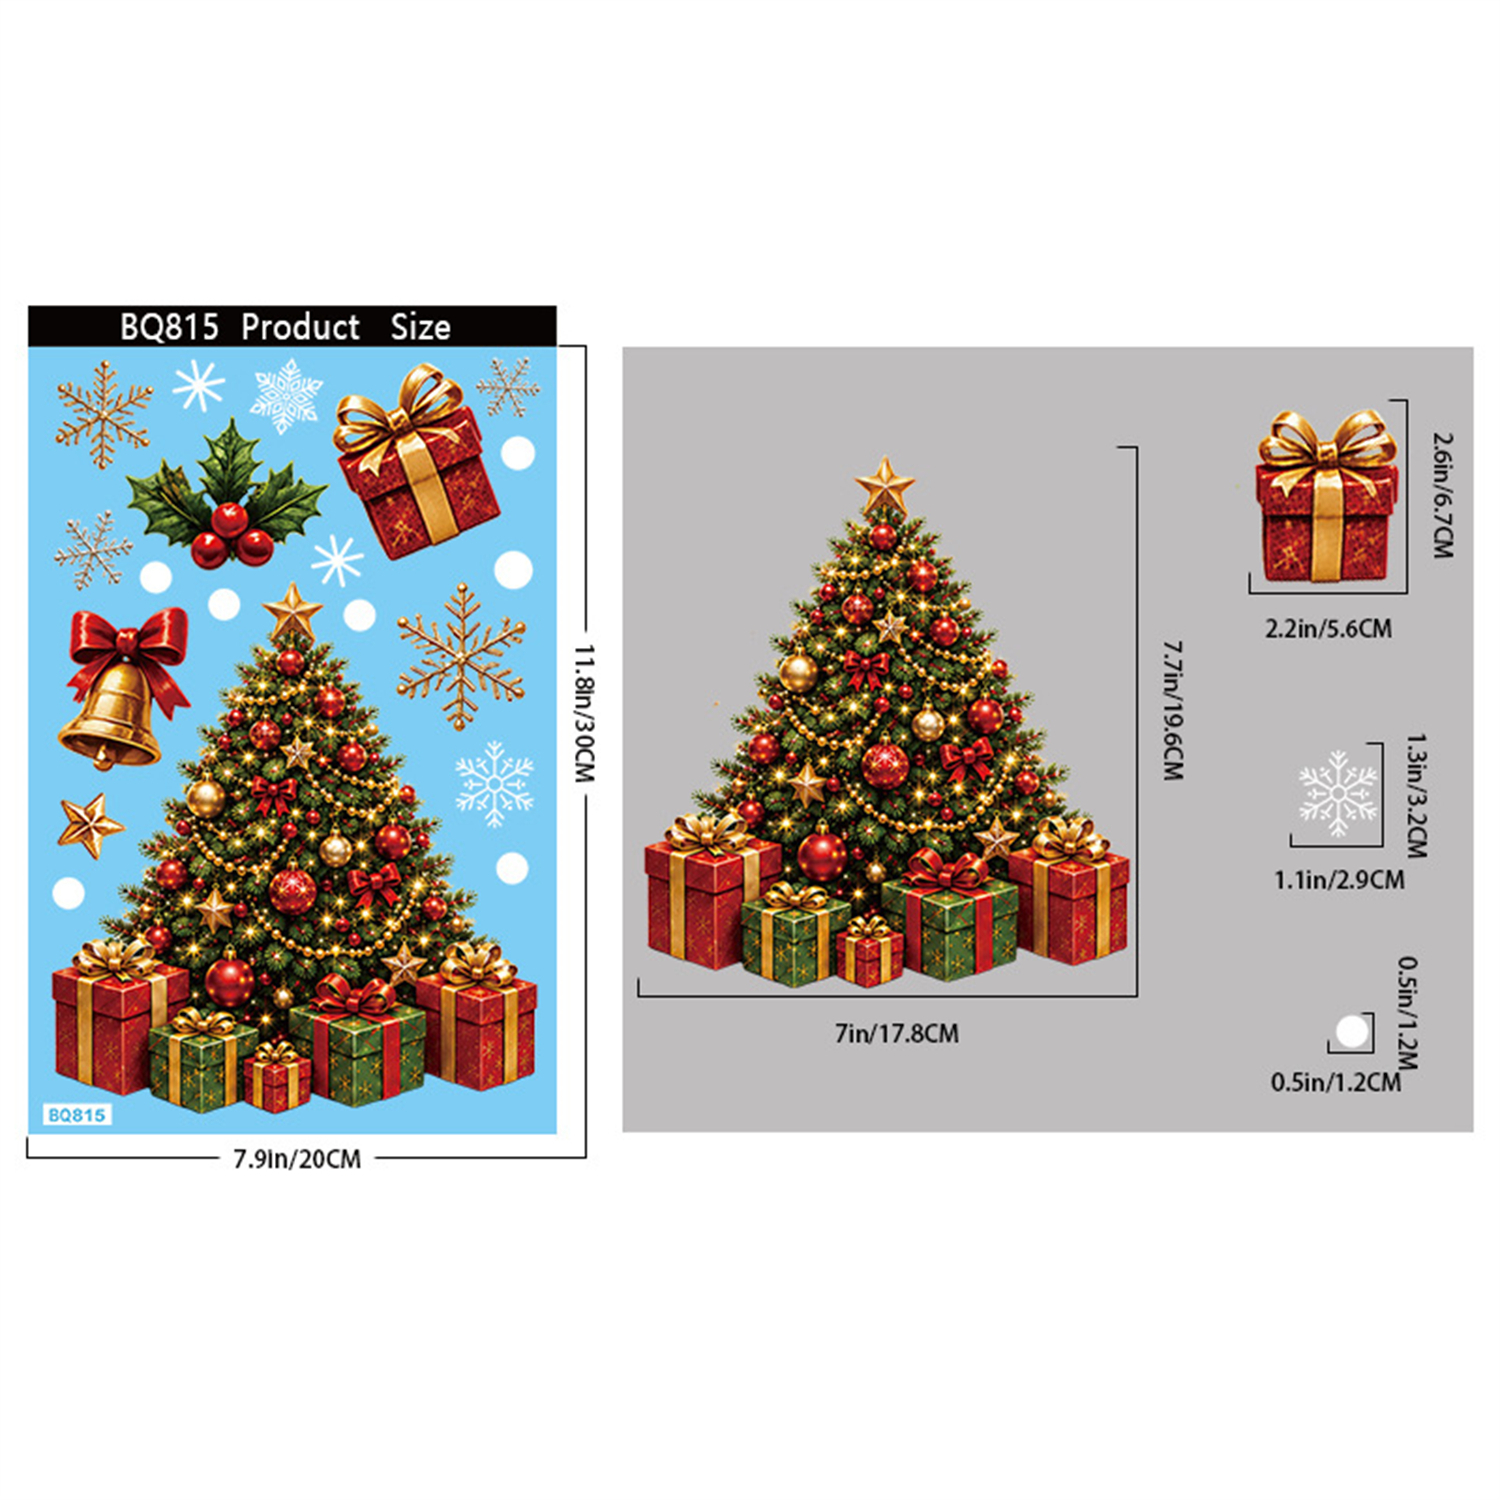 BQ815 Product Size
BQ815
7.9in/20CM
11.8in/30CM
7in/17.8CM
7.7in/19.6CM
2.6in/6.7CM
2.2in/5.6CM
1.3in/3.2CM
1.1in/2.9CM
0.5in/1.2M
0.5in/1.2CM